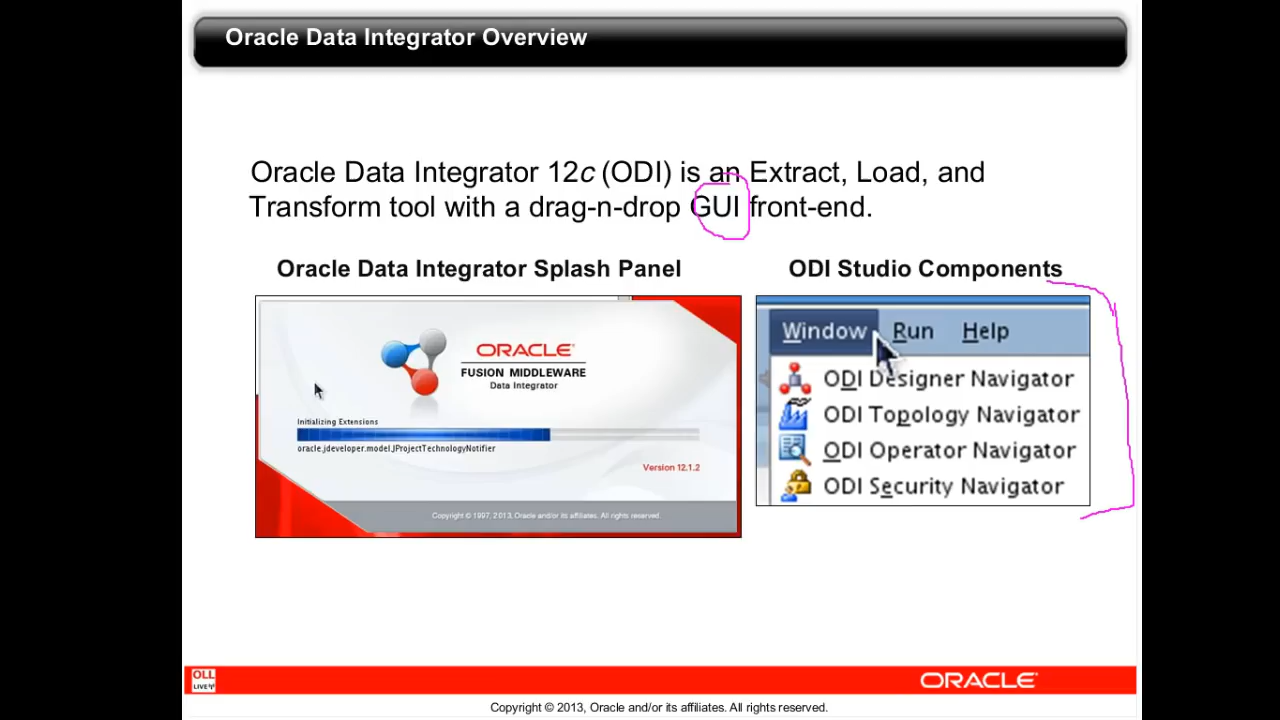 Oracle Data Integrator Overview
Oracle Data Integrator 12c (ODI) is an Extract, Load, and
Transform tool with a drag-n-drop GUI front-end.
Oracle Data Integrator Splash Panel
ODI Studio Components
ORACLE
FUSION MIDDLEWARE
Data Integrator
Initializing Extensions
oracle.jdeveloper.model.JProjectTechnologyNotifier
Version 12.1.2
Copyright © 1997, 2013, Oracle and/or its affiliates. All rights reserved.
Window Run Help
ODI Designer Navigator
ODI Topology Navigator
ODI Operator Navigator
ODI Security Navigator
OLL
LIVE
ORACLE
Copyright © 2013, Oracle and/or its affiliates. All rights reserved.